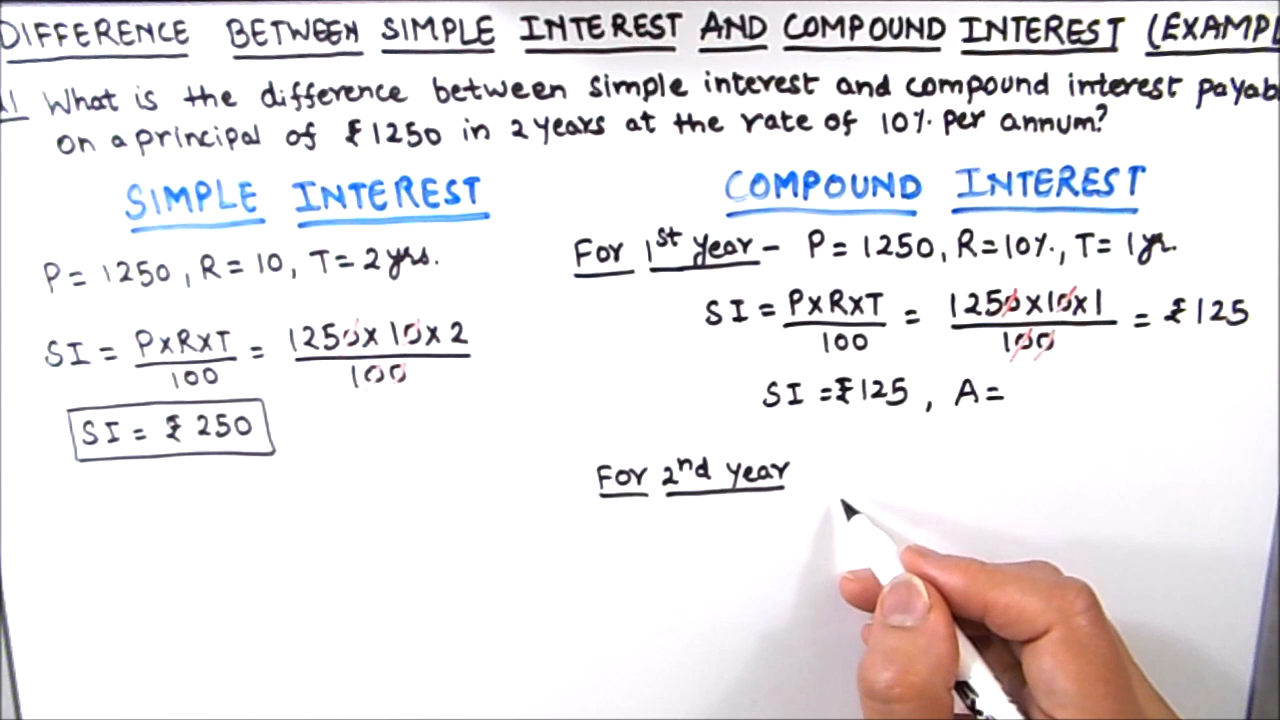 DIFFERENCE BETWEEN SIMPLE INTEREST AND COMPOUND INTEREST (EXAMPL
What is the difference between simple interest and compound interest payab
on a principal of ₹1250 in 2 years at the rate of 10% per annum?
SIMPLE INTEREST
P = 1250, R = 10, T = 2 yrs.
SI = PxRxT/100 = 1250 x 10 x 2/100
SI = ₹ 250
COMPOUND INTEREST
For 1st year - P = 1250, R = 10%, T = 1 yr.
SI = PxRxT/100 = 1250 x 10 x 1/100 = ₹125
SI = ₹125, A =
For 2nd year